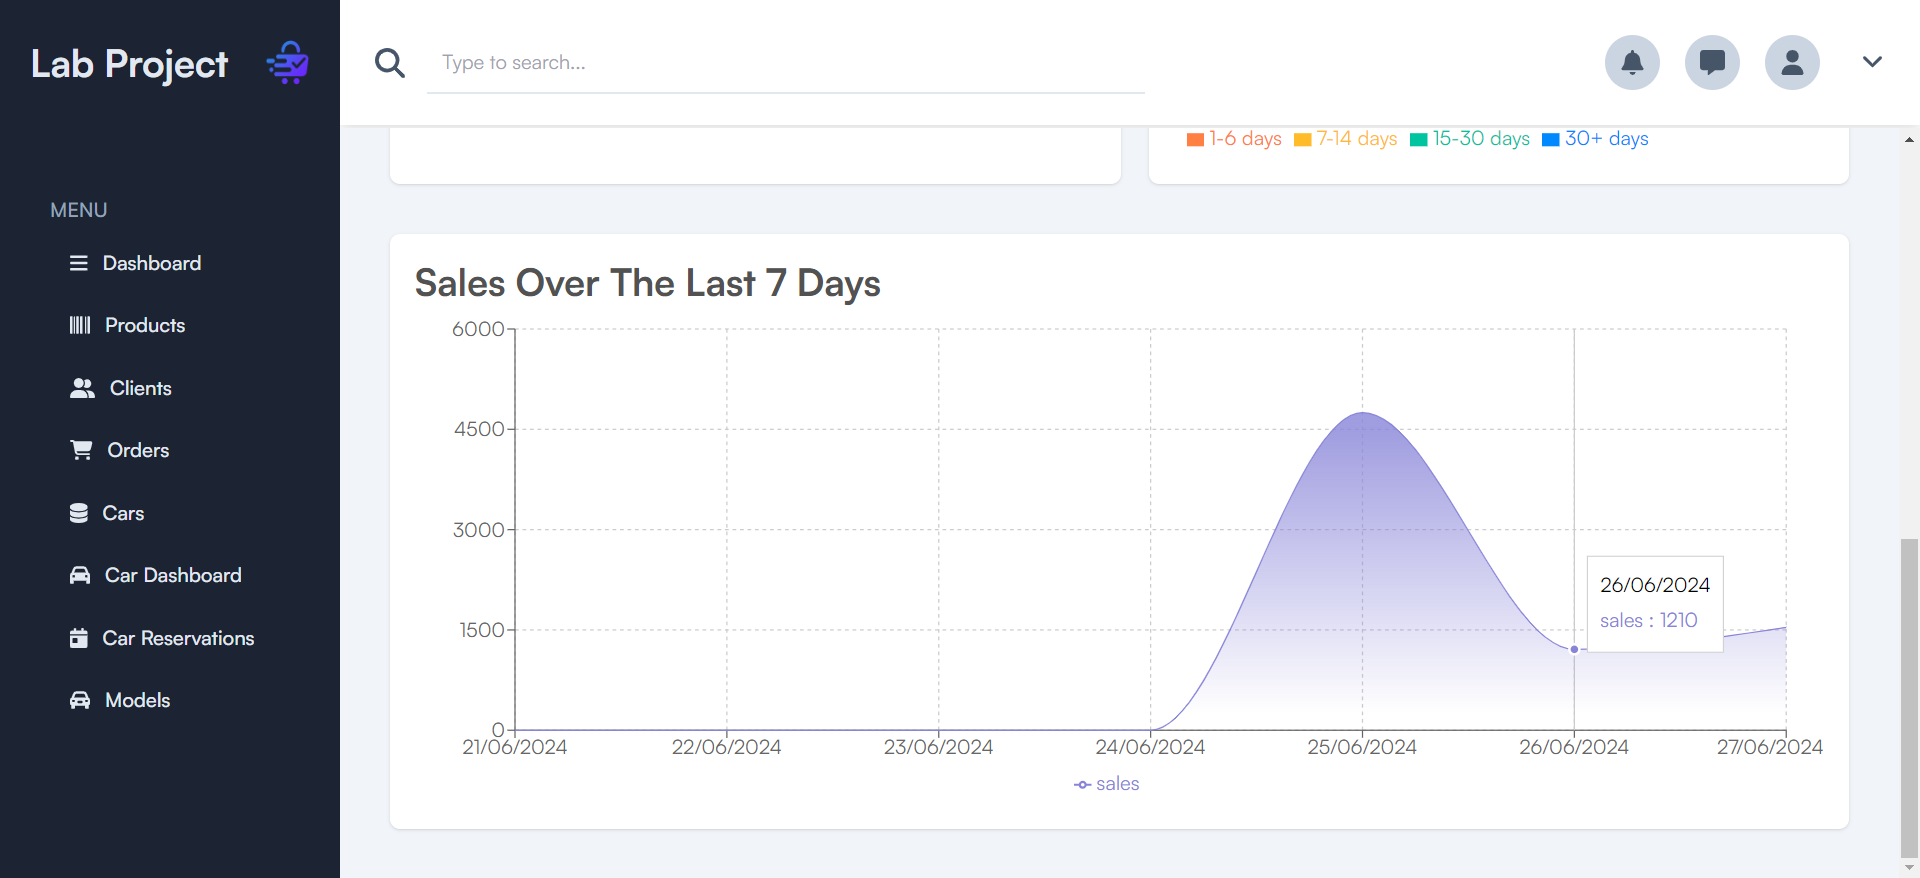 Lab Project
Type to search...
MENU
Dashboard
Products
Clients
Orders
Cars
Car Dashboard
Car Reservations
Models
1-6 days 7-14 days 15-30 days 30+ days
Sales Over The Last 7 Days
6000
4500
3000
1500
0
26/06/2024
sales : 1210
21/06/2024 22/06/2024 23/06/2024 24/06/2024 25/06/2024 26/06/2024 27/06/2024
sales